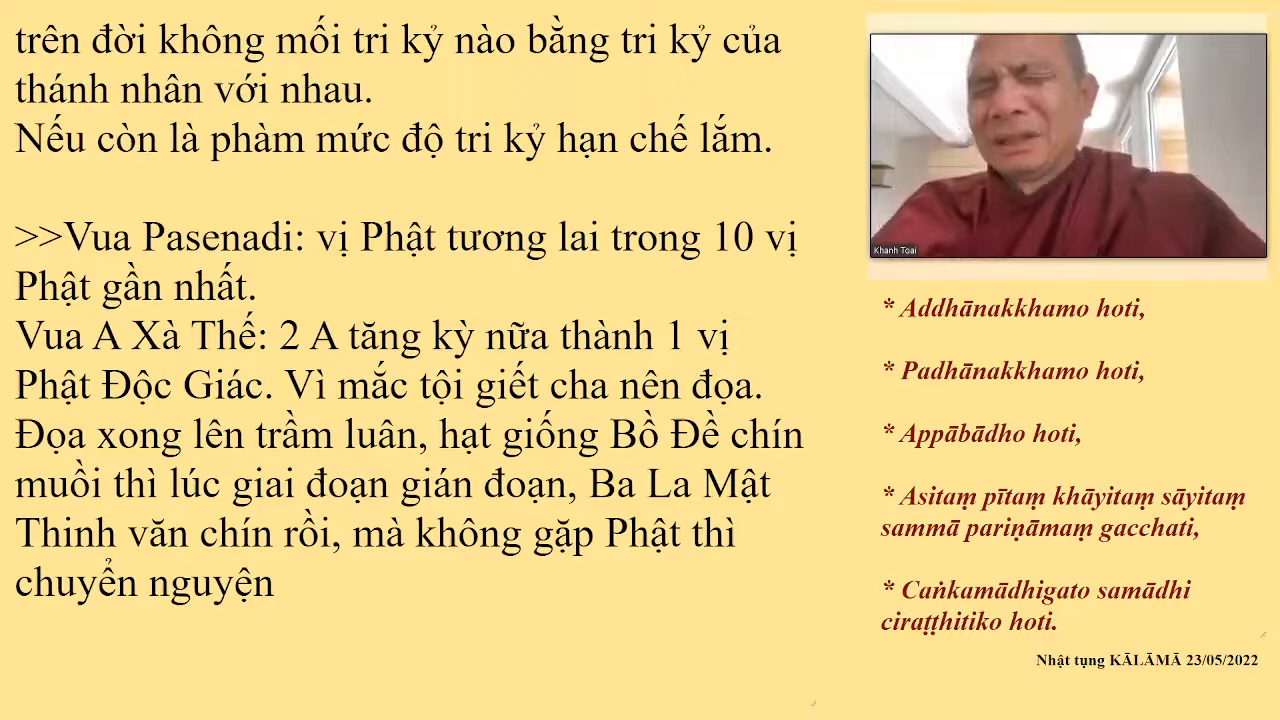 trên đời không mối tri kỷ nào bằng tri kỷ của
thánh nhân với nhau.
Nếu còn là phàm mức độ tri kỷ hạn chế lắm.
>>Vua Pasenadi: vị Phật tương lai trong 10 vị
Phật gần nhất.
Vua A Xà Thế: 2 A tăng kỳ nữa thành 1 vị
Phật Độc Giác. Vì mắc tội giết cha nên đọa.
Đọa xong lên trầm luân, hạt giống Bồ Đề chín
muồi thì lúc giai đoạn gián đoạn, Ba La Mật
Thinh văn chín rồi, mà không gặp Phật thì
chuyển nguyện
Khanh Toai
* Addhānakkhamo hoti,
* Padhānakkhamo hoti,
* Appābādho hoti,
* Asitaṃ pītaṃ khāyitaṃ sāyitaṃ
sammā pariṇāmaṃ gacchati,
* Caṅkamādhigato samādhi
ciraṭṭhitiko hoti.
Nhật tụng KĀLĀMĀ 23/05/2022